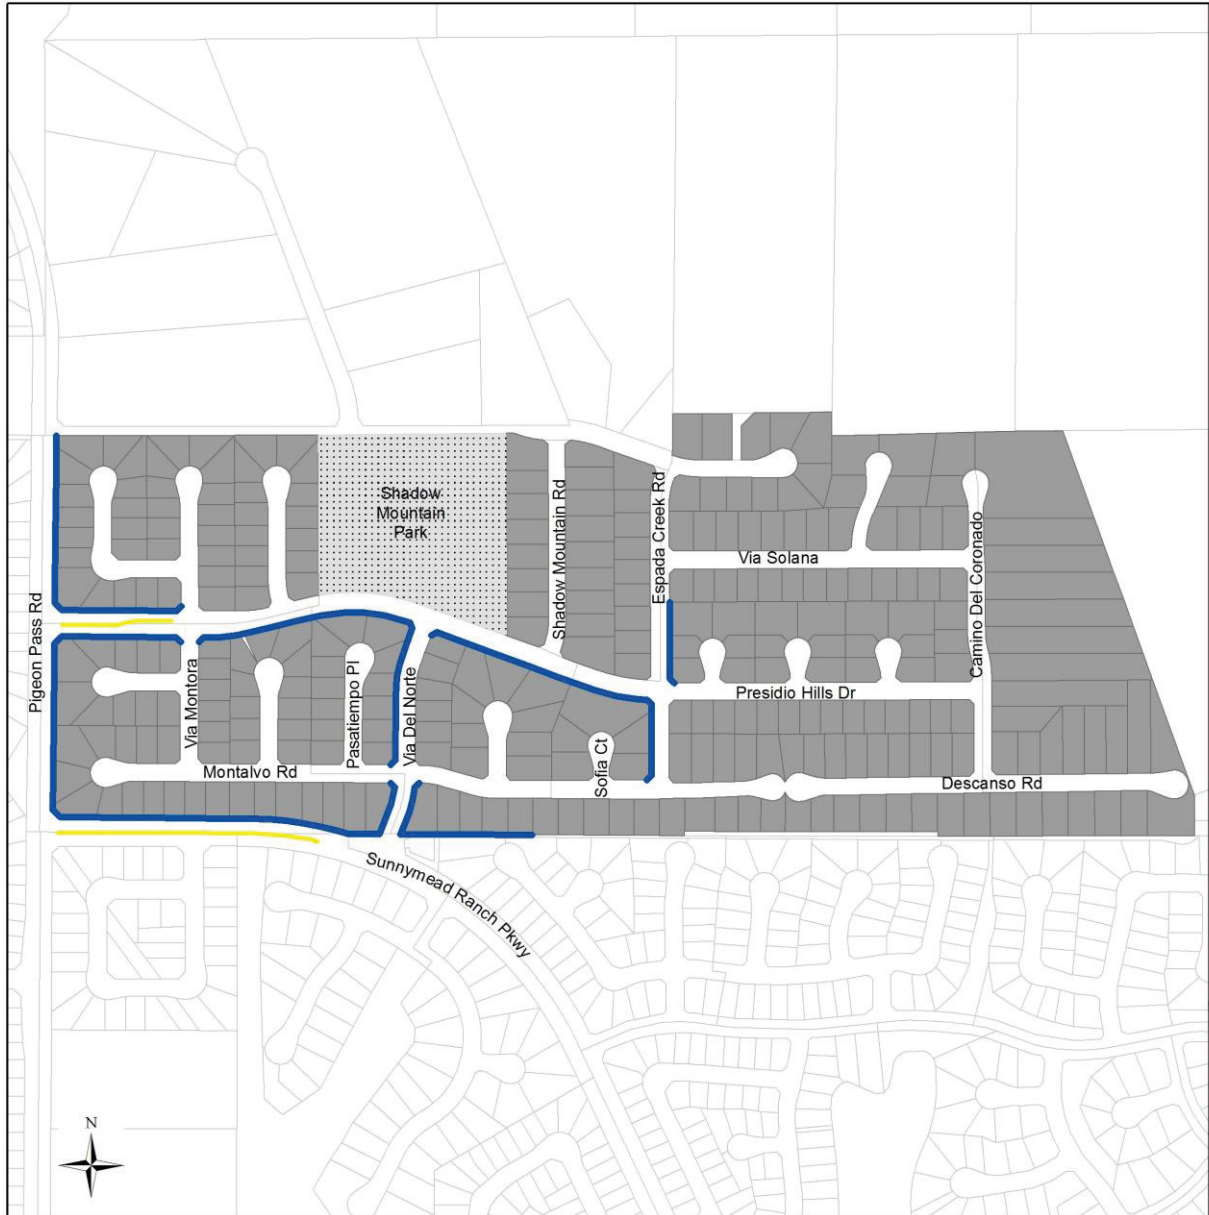 Shadow
Mountain
Park
Shadow Mountain Rd
Espada Creek Rd
Via Solana
Camino Del Coronado
Pigeon Pass Rd
Via Montora
Pasatiempo Pl
Via Del Norte
Presidio Hills Dr
Sofia Ct
Montalvo Rd
Descanso Rd
Sunnymead Ranch Pkwy
N